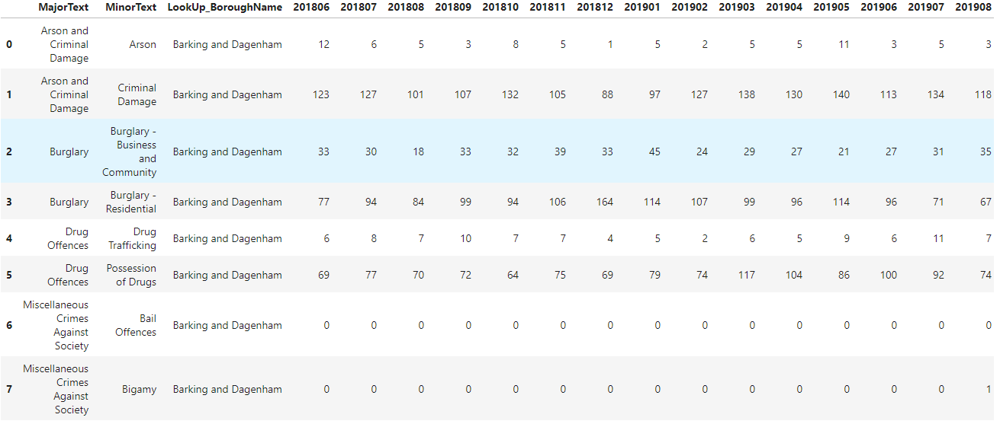 MajorText MinorText LookUp_BoroughName 201806 201807 201808 201809 201810 201811 201812 201901 201902 201903 201904 201905 201906 201907 201908
0 Arson and Criminal Damage Arson Barking and Dagenham 12 6 5 3 8 5 1 5 2 5 5 11 3 5 3
1 Arson and Criminal Damage Criminal Damage Barking and Dagenham 123 127 101 107 132 105 88 97 127 138 130 140 113 134 118
2 Burglary Burglary - Business and Community Barking and Dagenham 33 30 18 33 32 39 33 45 24 29 27 21 27 31 35
3 Burglary Burglary - Residential Barking and Dagenham 77 94 84 99 94 106 164 114 107 99 96 114 96 71 67
4 Drug Offences Drug Trafficking Barking and Dagenham 6 8 7 10 7 7 4 5 2 6 5 9 6 11 7
5 Drug Offences Possession of Drugs Barking and Dagenham 69 77 70 72 64 75 69 79 74 117 104 86 100 92 74
6 Miscellaneous Crimes Against Society Bail Offences Barking and Dagenham 0 0 0 0 0 0 0 0 0 0 0 0 0 0 0
7 Miscellaneous Crimes Against Society Bigamy Barking and Dagenham 0 0 0 0 0 0 0 0 0 0 0 0 0 0 1